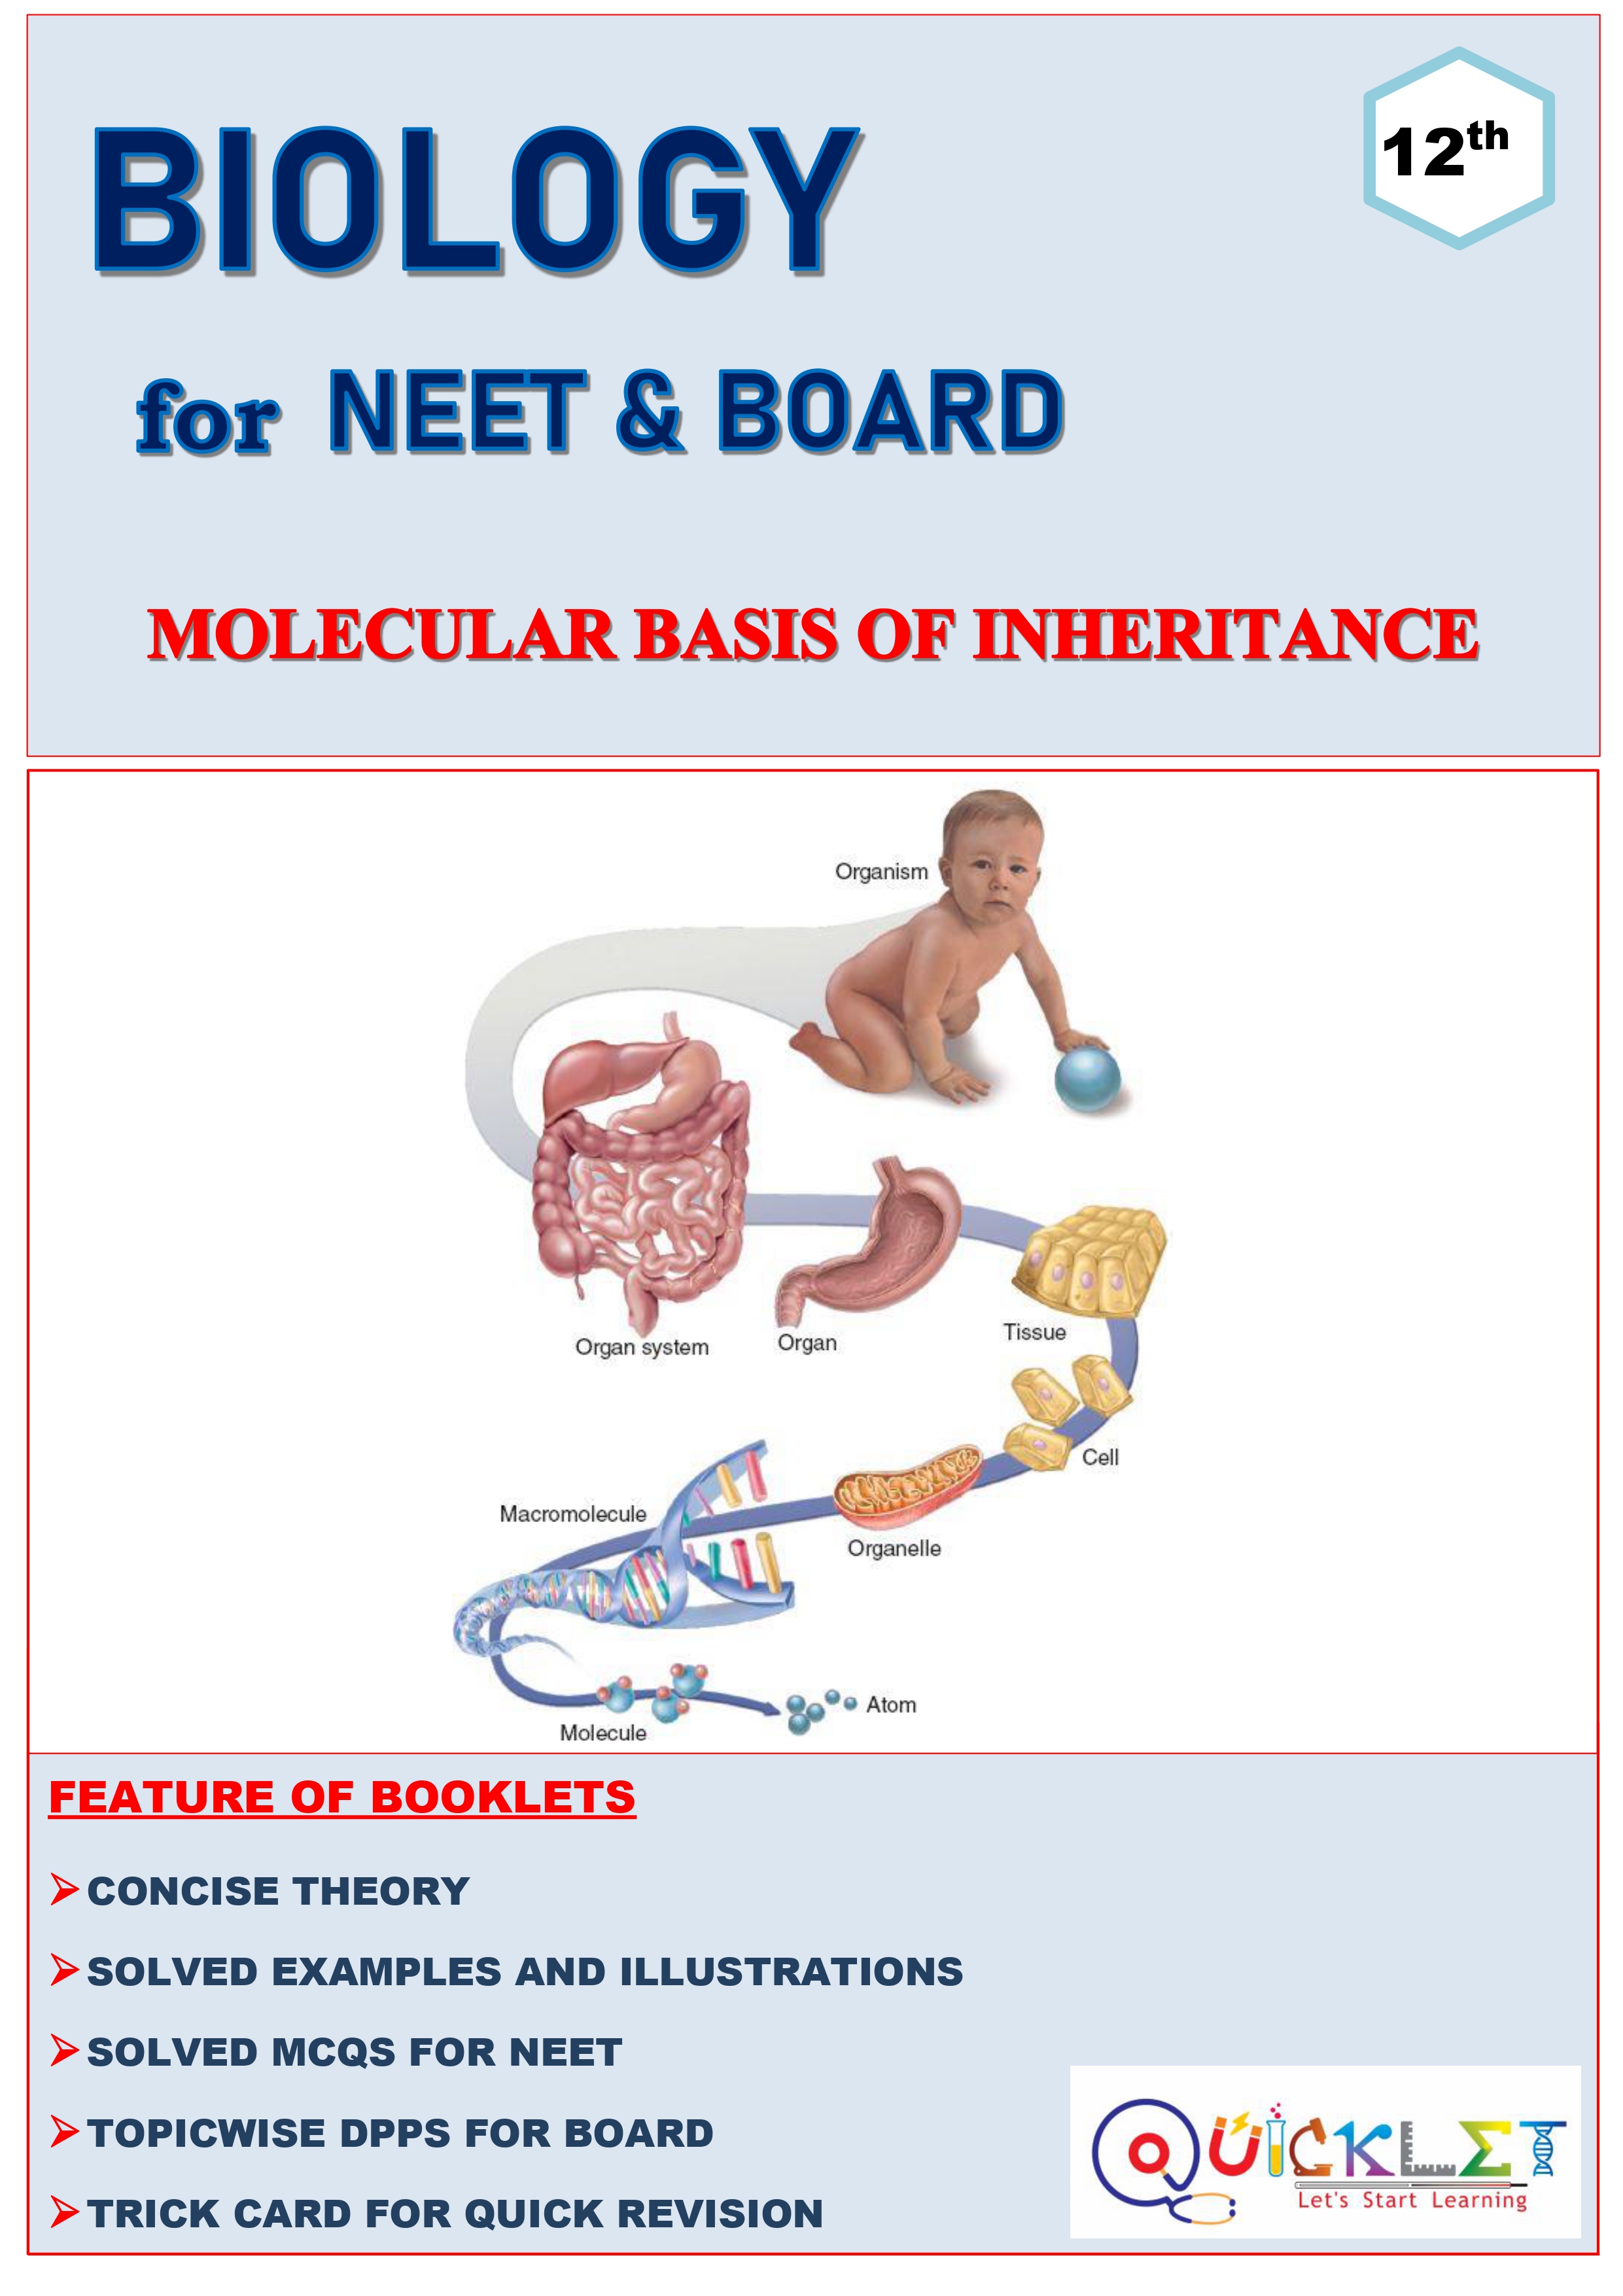 BIOLOGY
12th
for NEET & BOARD
MOLECULAR BASIS OF INHERITANCE
Organism
Organ system
Organ
Tissue
Cell
Macromolecule
Organelle
Atom
Molecule
FEATURE OF BOOKLETS
CONCISE THEORY
SOLVED EXAMPLES AND ILLUSTRATIONS
SOLVED MCQS FOR NEET
TOPICWISE DPPS FOR BOARD
TRICK CARD FOR QUICK REVISION
QUICKLET
Let's Start Learning